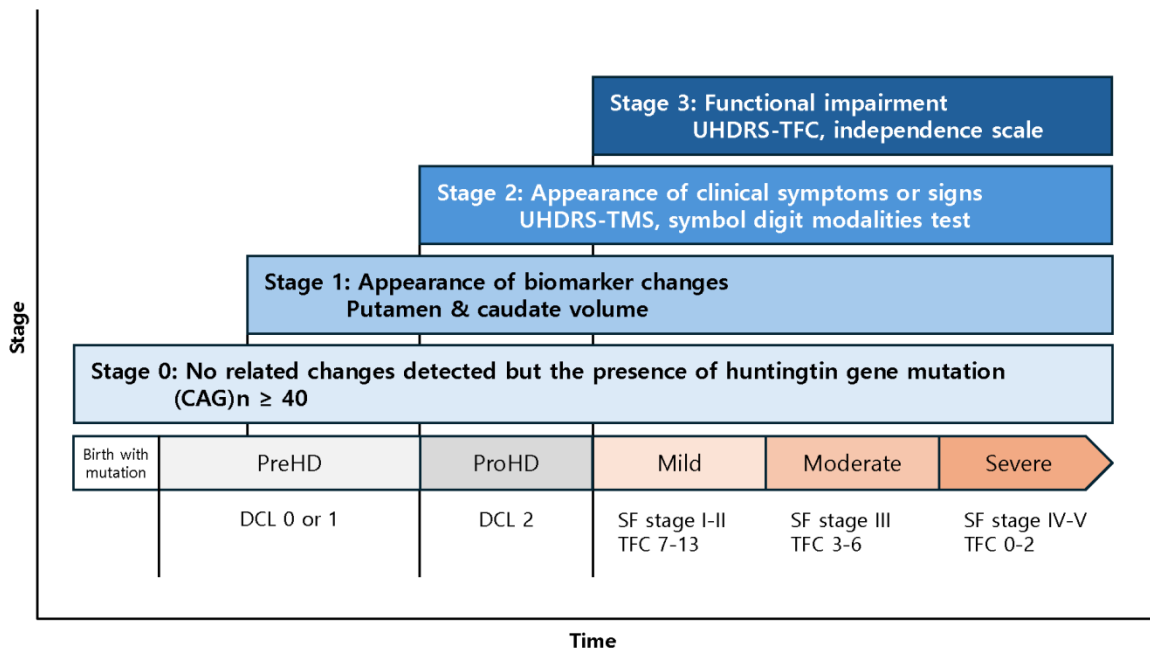 Stage 3: Functional impairment
UHDRS-TFC, independence scale
Stage 2: Appearance of clinical symptoms or signs
UHDRS-TMS, symbol digit modalities test
Stage 1: Appearance of biomarker changes
Putamen & caudate volume
Stage 0: No related changes detected but the presence of huntingtin gene mutation
(CAG)n ≥ 40
Birth with
mutation
PreHD
ProHD
Mild
Moderate
Severe
DCL 0 or 1
DCL 2
SF stage I-II
TFC 7-13
SF stage III
TFC 3-6
SF stage IV-V
TFC 0-2
Stage
Time